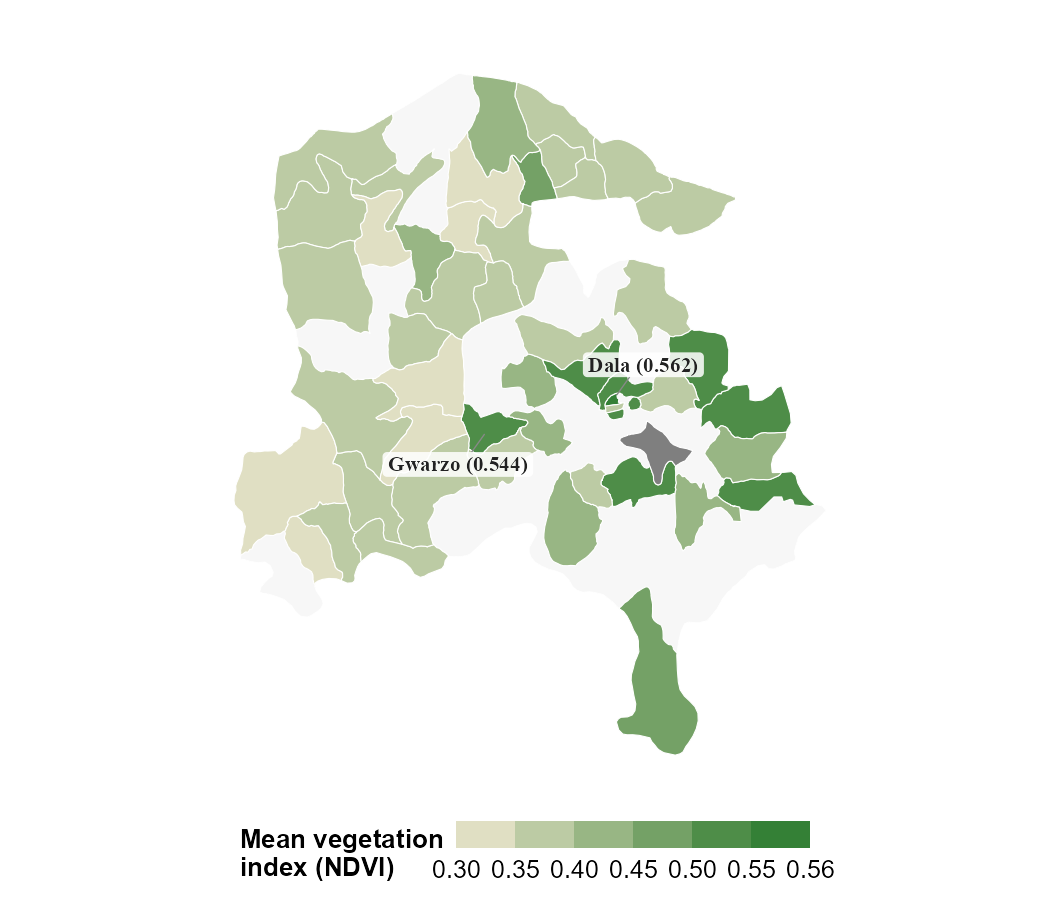 Dala (0.562)
Gwarzo (0.544)
Mean vegetation
index (NDVI)
0.30 0.35 0.40 0.45 0.50 0.55 0.56